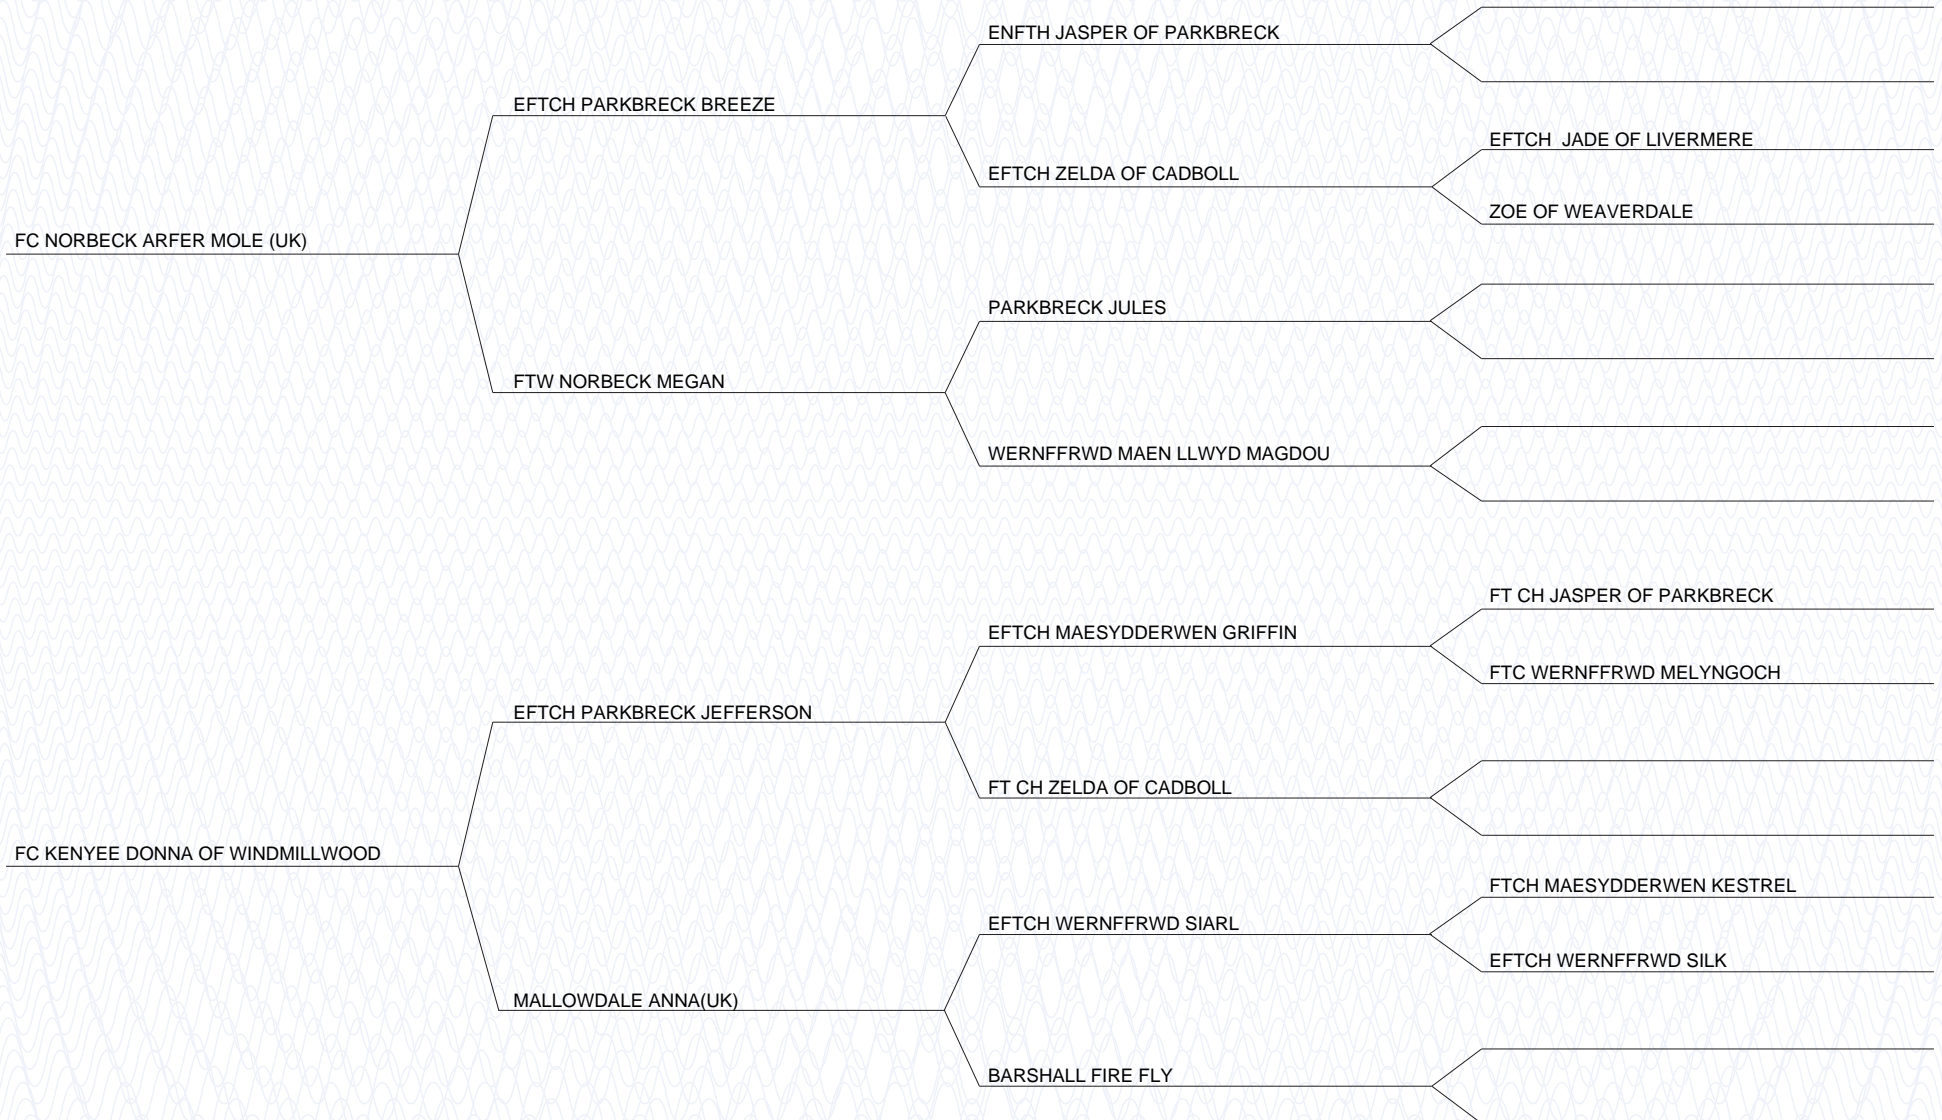 ENFTH JASPER OF PARKBRECK
EFTCH PARKBRECK BREEZE
EFTCH  JADE OF LIVERMERE
EFTCH ZELDA OF CADBOLL
ZOE OF WEAVERDALE
FC NORBECK ARFER MOLE (UK)
PARKBRECK JULES
FTW NORBECK MEGAN
WERNFFRWD MAEN LLWYD MAGDOU
FT CH JASPER OF PARKBRECK
EFTCH MAESYDDERWEN GRIFFIN
FTC WERNFFRWD MELYNGOCH
EFTCH PARKBRECK JEFFERSON
FT CH ZELDA OF CADBOLL
FC KENYEE DONNA OF WINDMILLWOOD
FTCH MAESYDDERWEN KESTREL
EFTCH WERNFFRWD SIARL
EFTCH WERNFFRWD SILK
MALLOWDALE ANNA(UK)
BARSHALL FIRE FLY